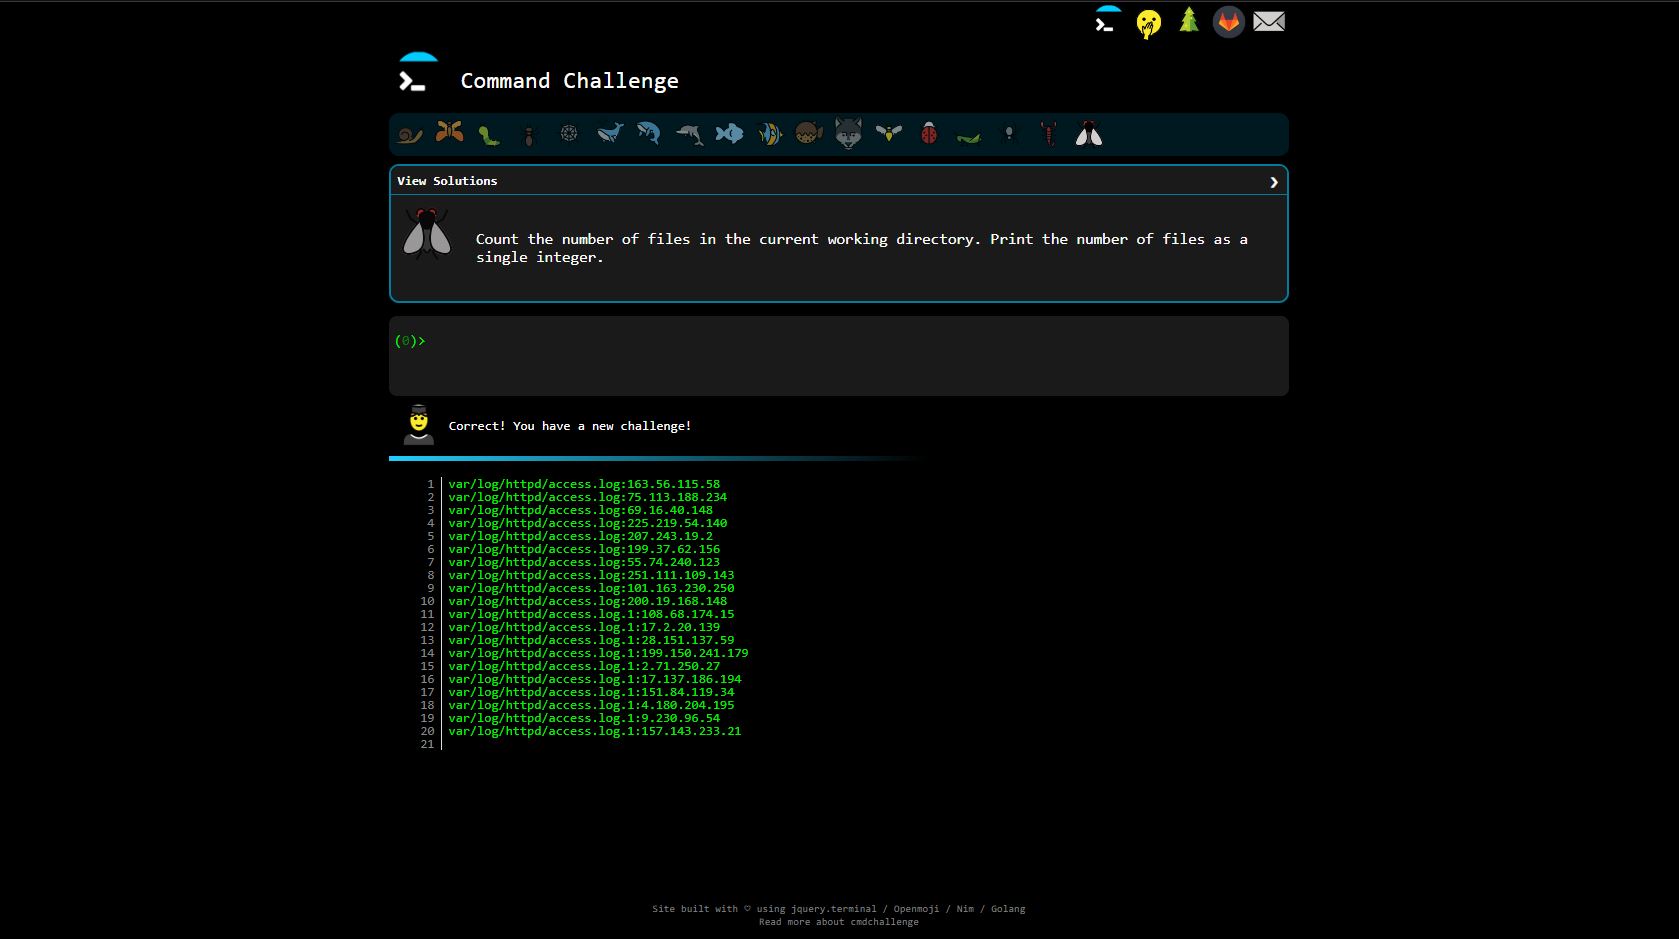 Command Challenge
View Solutions
Count the number of files in the current working directory. Print the number of files as a
single integer.
(0)>
Correct! You have a new challenge!
1 var/log/httpd/access.log:163.56.115.58
2 var/log/httpd/access.log:75.113.188.234
3 var/log/httpd/access.log:69.16.40.148
4 var/log/httpd/access.log:225.219.54.140
5 var/log/httpd/access.log:207.243.19.2
6 var/log/httpd/access.log:199.37.62.156
7 var/log/httpd/access.log:55.74.240.123
8 var/log/httpd/access.log:251.111.109.143
9 var/log/httpd/access.log:101.163.230.250
10 var/log/httpd/access.log:200.19.168.148
11 var/log/httpd/access.log.1:108.68.174.15
12 var/log/httpd/access.log.1:17.2.20.139
13 var/log/httpd/access.log.1:28.151.137.59
14 var/log/httpd/access.log.1:199.150.241.179
15 var/log/httpd/access.log.1:2.71.250.27
16 var/log/httpd/access.log.1:17.137.186.194
17 var/log/httpd/access.log.1:151.84.119.34
18 var/log/httpd/access.log.1:4.180.204.195
19 var/log/httpd/access.log.1:9.230.96.54
20 var/log/httpd/access.log.1:157.143.233.21
21
Site built with ♡ using jquery.terminal / Openmoji / Nim / Golang
Read more about cmdchallenge